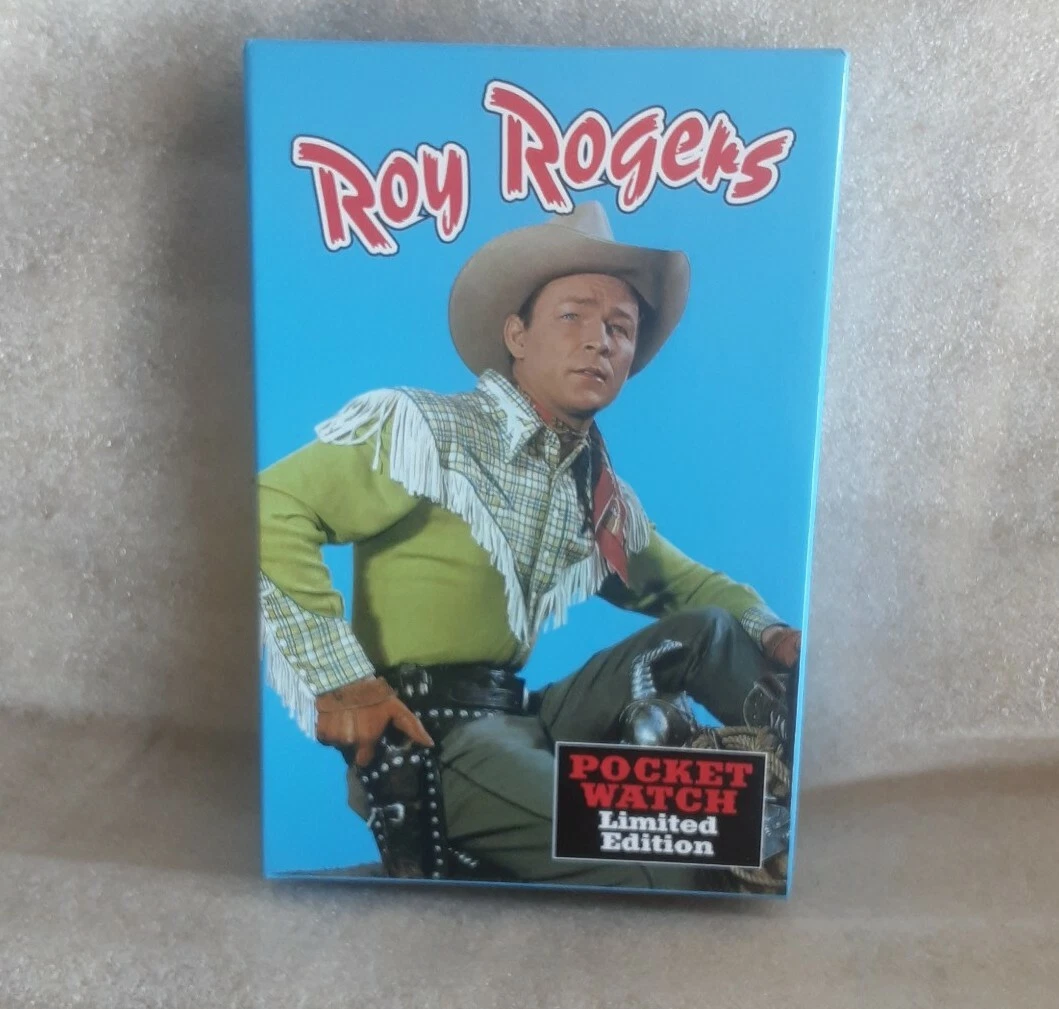 Roy Rogers
POCKET
WATCH
Limited
Edition